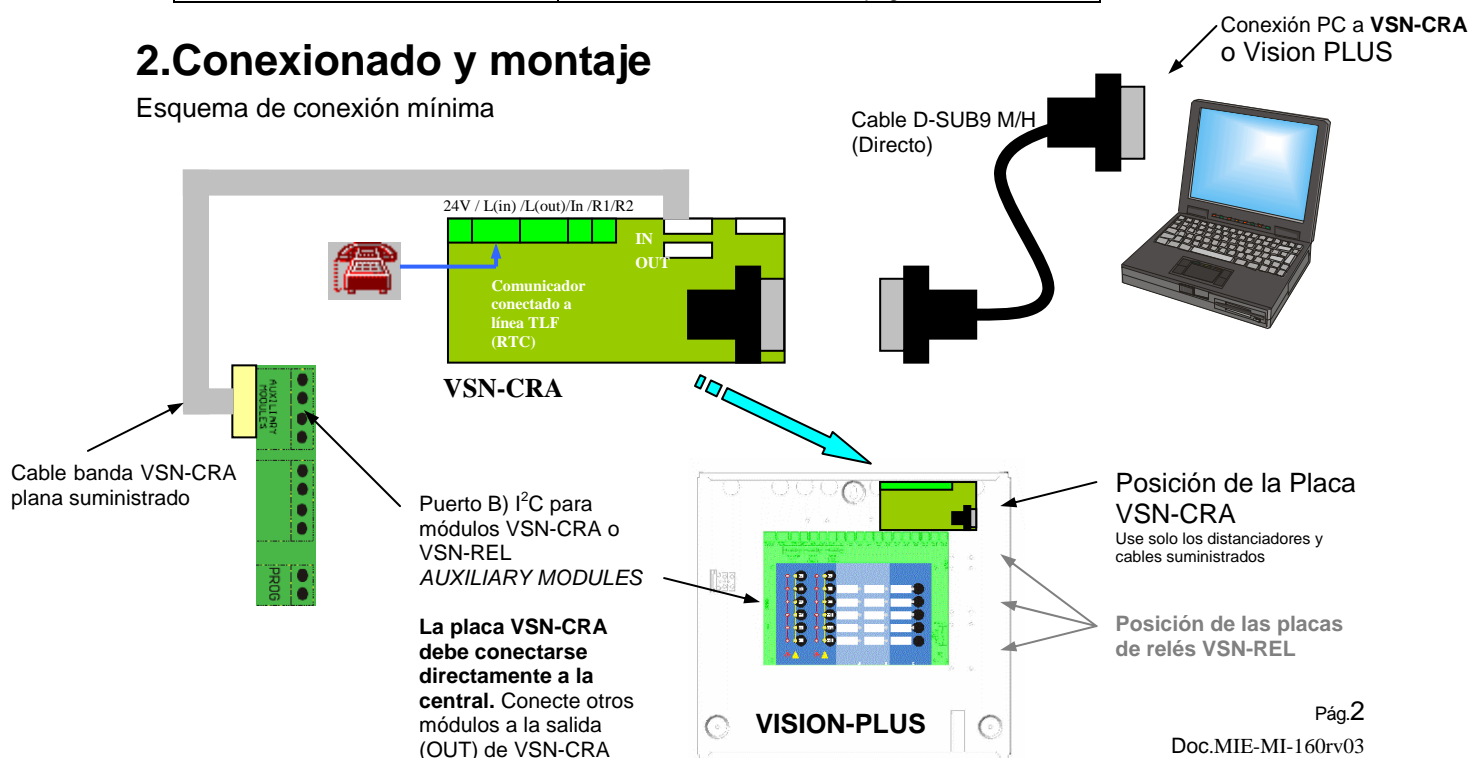 2.Conexionado y montaje
Esquema de conexión mínima
Conexión PC a VSN-CRA
o Vision PLUS
Cable D-SUB9 M/H
(Directo)
24V / L(in) /L(out)/In /R1/R2
IN
OUT
Comunicador
conectado a
línea TLF
(RTC)
VSN-CRA
AUXILIARY
MODULES
PROG
Cable banda VSN-CRA
plana suministrado
Puerto B) I²C para
módulos VSN-CRA o
VSN-REL
AUXILIARY MODULES
La placa VSN-CRA
debe conectarse
directamente a la
central. Conecte otros
módulos a la salida
(OUT) de VSN-CRA
VISION-PLUS
Posición de la Placa
VSN-CRA
Use solo los distanciadores y
cables suministrados
Posición de las placas
de relés VSN-REL
Pág.2
Doc.MIE-MI-160rv03